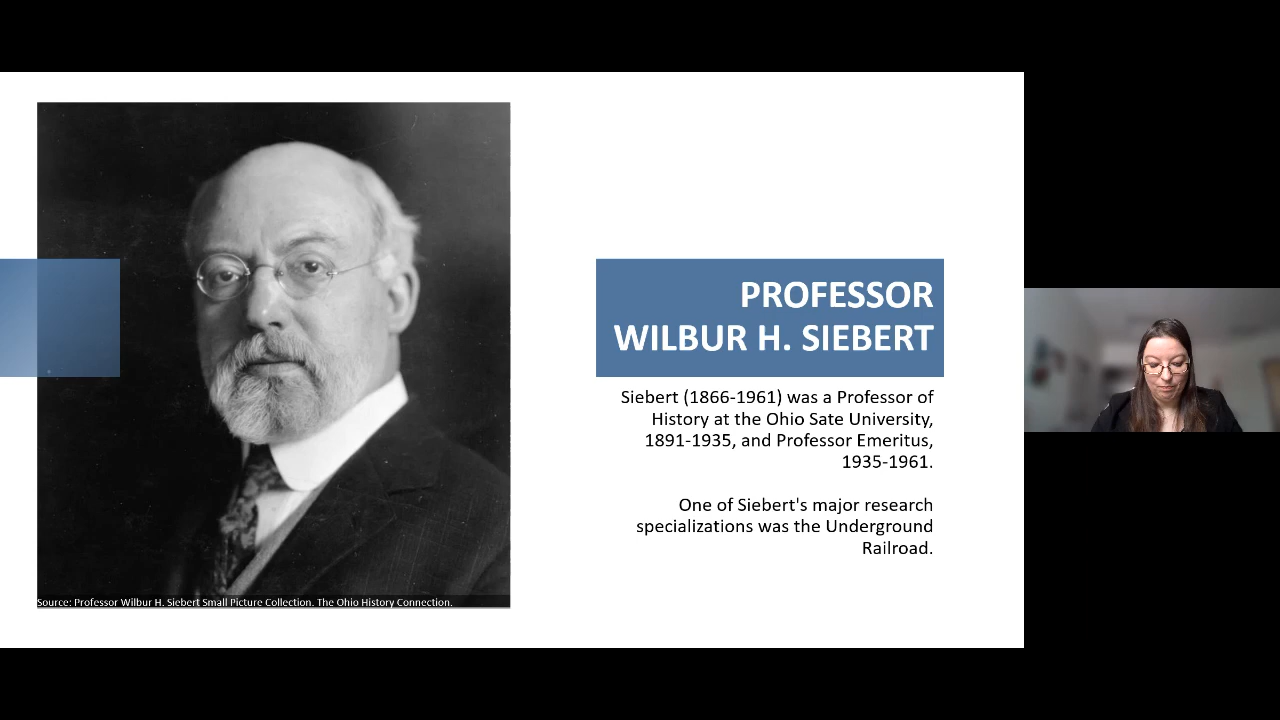 PROFESSOR
WILBUR H. SIEBERT
Siebert (1866-1961) was a Professor of
History at the Ohio Sate University,
1891-1935, and Professor Emeritus,
1935-1961.
One of Siebert's major research
specializations was the Underground
Railroad.
Source: Professor Wilbur H. Siebert Small Picture Collection. The Ohio History Connection.